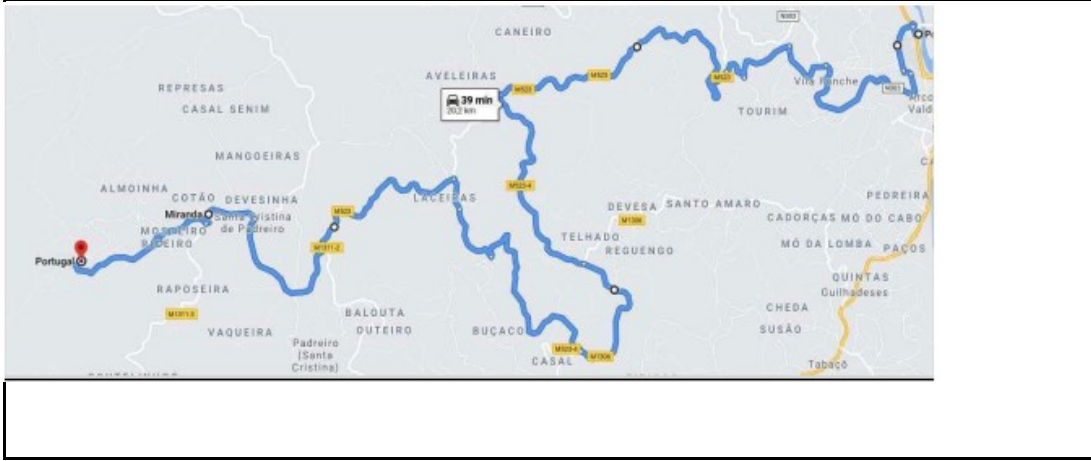 CANEIRO
N303
AVELEIRAS
M523
M523
M523
REPRESAS
39 min
20,2 km
CASAL SENIM
Vila
TOURIM
N303
MANGOEIRAS
ALMOINHA
COTÃO DEVESINHA
M523-4
LACEIRAS
PEDREIRA
DEVESA SANTO AMARO
M1306
Miranda
Santa Cristina
de Padreiro
M523
CADORÇAS MÓ DO CABO
MOSTEIRO
TELHADO
REGUENGO
MÓ DA LOMBA PAÇOS
M1311-2
Portugal
QUINTAS
Guilhadeses
RAPOSEIRA
CHEDA
BALOUTA
M1311-3
VAQUEIRA
OUTEIRO
BUÇACO
SUSÃO
Padreiro
(Santa
Cristina)
M523-4
M1306
CASAL
Tabaçô